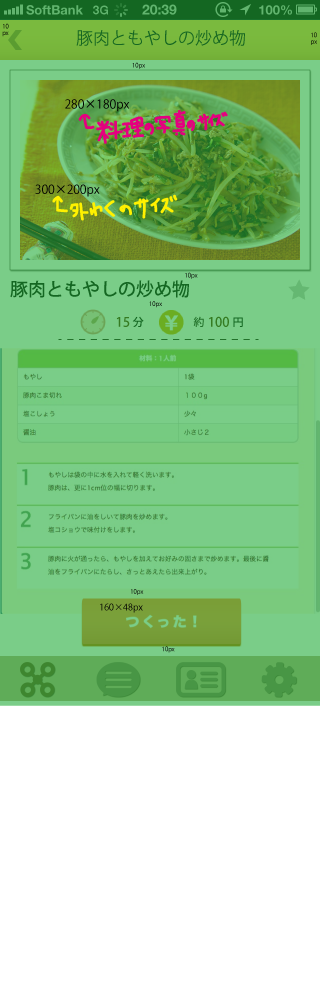 SoftBank 3G 20:39 100%
10px
豚肉ともやしの炒め物
10px
10px
280×180px
料理の写真のサイズ
300×200px
外わくのサイズ
10px
豚肉ともやしの炒め物
10px
15分 約100円
材料:1人前
もやし 1袋
豚肉こま切れ 100g
塩こしょう 少々
醤油 小さじ2
1 もやしは袋の中に水を入れて軽く洗います。
豚肉は、更に1cm位の幅に切ります。
2 フライパンに油をしいて豚肉を炒めます。
塩コショウで味付けをします。
3 豚肉に火が通ったら、もやしを加えてお好みの固さまで炒めます。最後に醤
油をフライパンにたらし、さっとあえたら出来上がり。
10px
160×48px
つくった!
10px